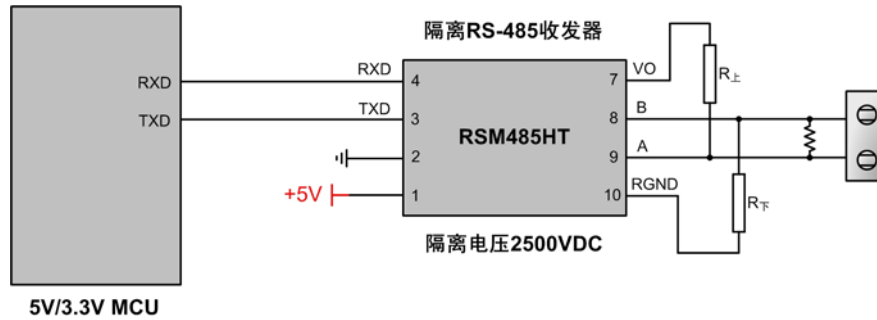 隔离RS-485收发器
RXD
TXD
RXD
TXD
4
3
2
1
+5V
RSM485HT
7
8
9
10
VO
B
A
RGND
R上
R下
隔离电压2500VDC
5V/3.3V MCU